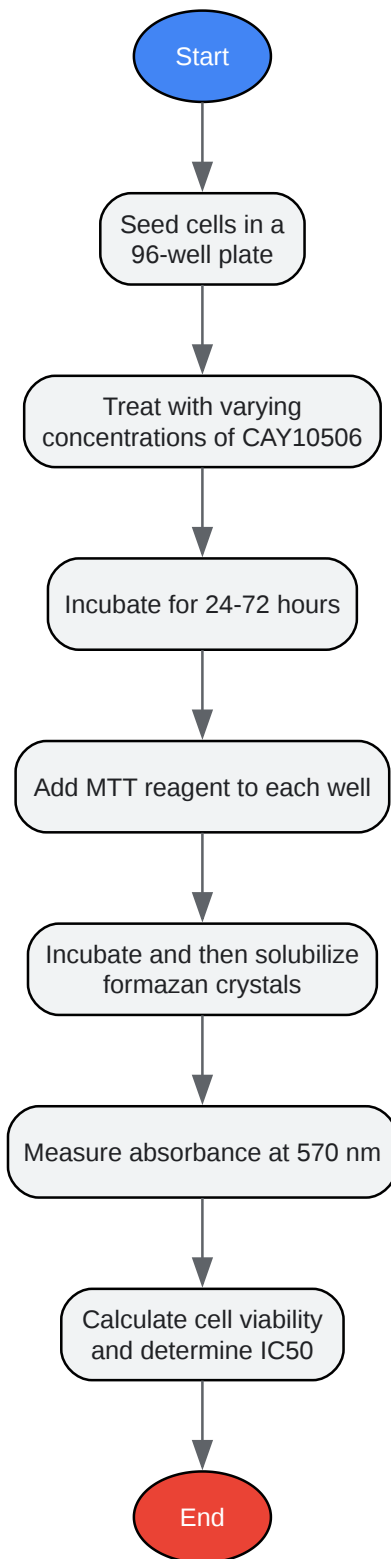 Start
Seed cells in a
96-well plate
Treat with varying
concentrations of CAY10506
Incubate for 24-72 hours
Add MTT reagent to each well
Incubate and then solubilize
formazan crystals
Measure absorbance at 570 nm
Calculate cell viability
and determine IC50
End